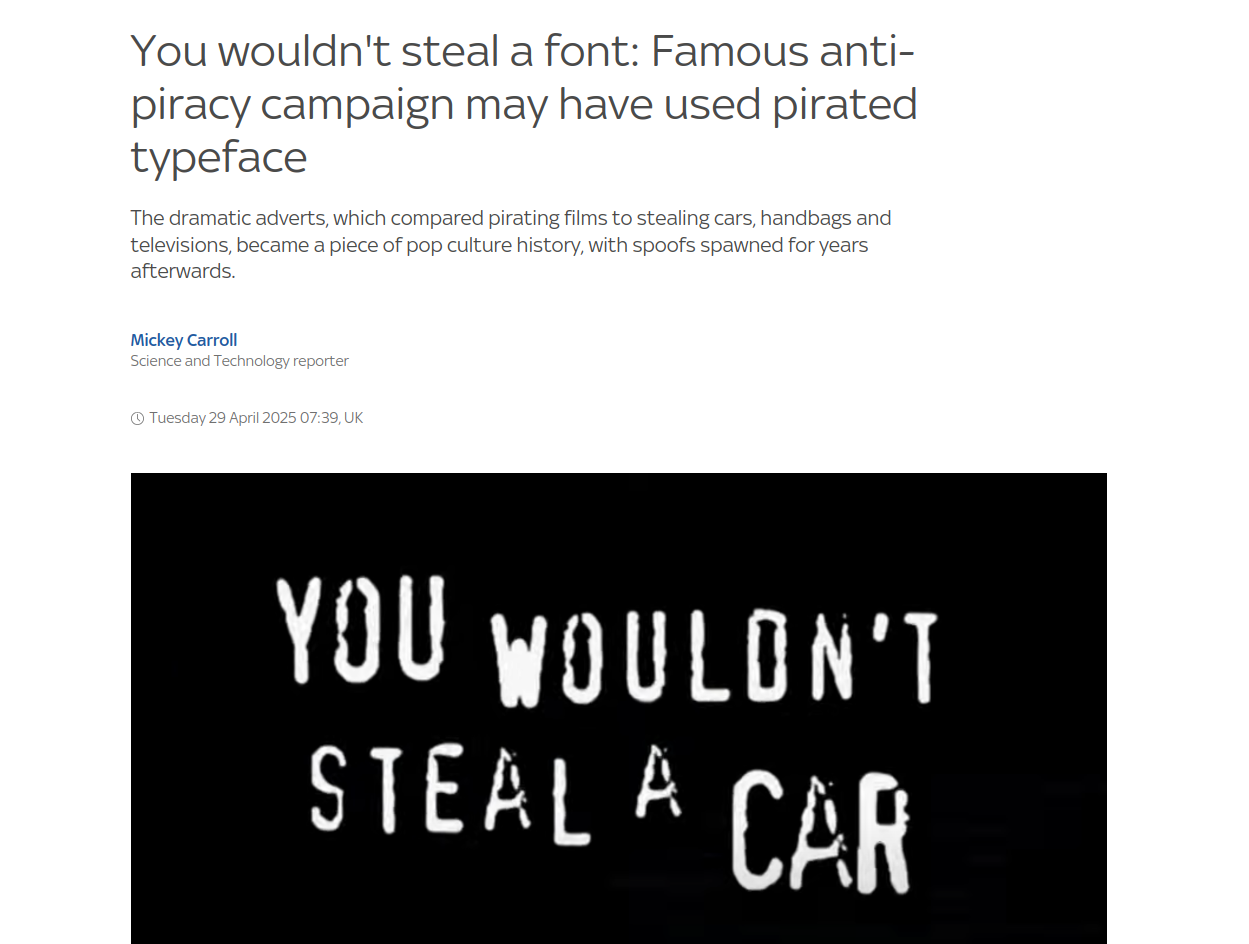 You wouldn't steal a font: Famous anti-
piracy campaign may have used pirated
typeface
The dramatic adverts, which compared pirating films to stealing cars, handbags and
televisions, became a piece of pop culture history, with spoofs spawned for years
afterwards.
Mickey Carroll
Science and Technology reporter
Tuesday 29 April 2025 07:39, UK
YOU WOULDN'T
STEAL A CAR